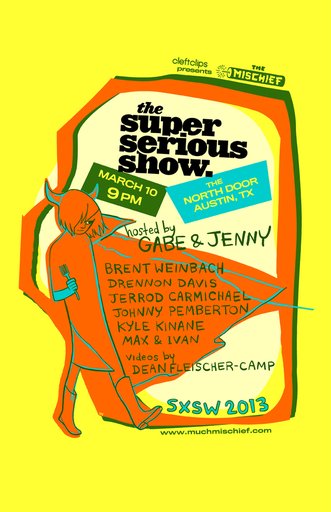 cleftclips
presents
THE
MISCHIEF
the
super
serious
show.
MARCH 10
9 PM
THE
NORTH DOOR
AUSTIN, TX
hosted by
GABE & JENNY
BRENT WEINBACH
DRENNON DAVIS
JERROD CARMICHAEL
JOHNNY PEMBERTON
KYLE KINANE
MAX & IVAN
videos by
DEAN FLEISCHER-CAMP
SXSW 2013
www.muchmischief.com